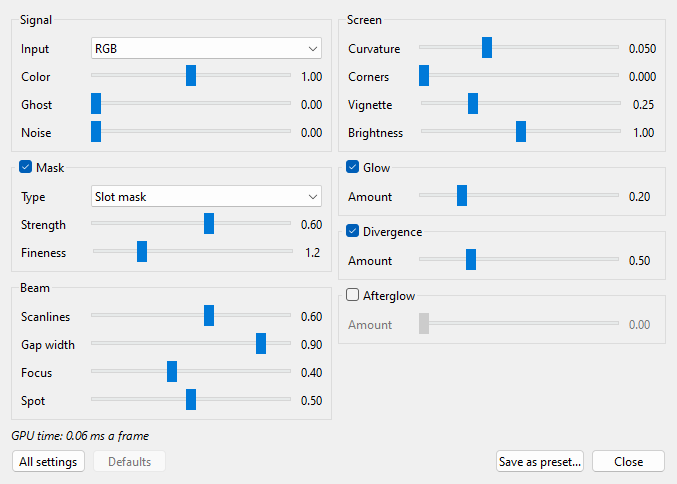 Signal
Input RGB
Color 1.00
Ghost 0.00
Noise 0.00
Mask
Type Slot mask
Strength 0.60
Fineness 1.2
Beam
Scanlines 0.60
Gap width 0.90
Focus 0.40
Spot 0.50
Screen
Curvature 0.050
Corners 0.000
Vignette 0.25
Brightness 1.00
Glow
Amount 0.20
Divergence
Amount 0.50
Afterglow
Amount 0.00
GPU time: 0.06 ms a frame
All settings Defaults Save as preset... Close